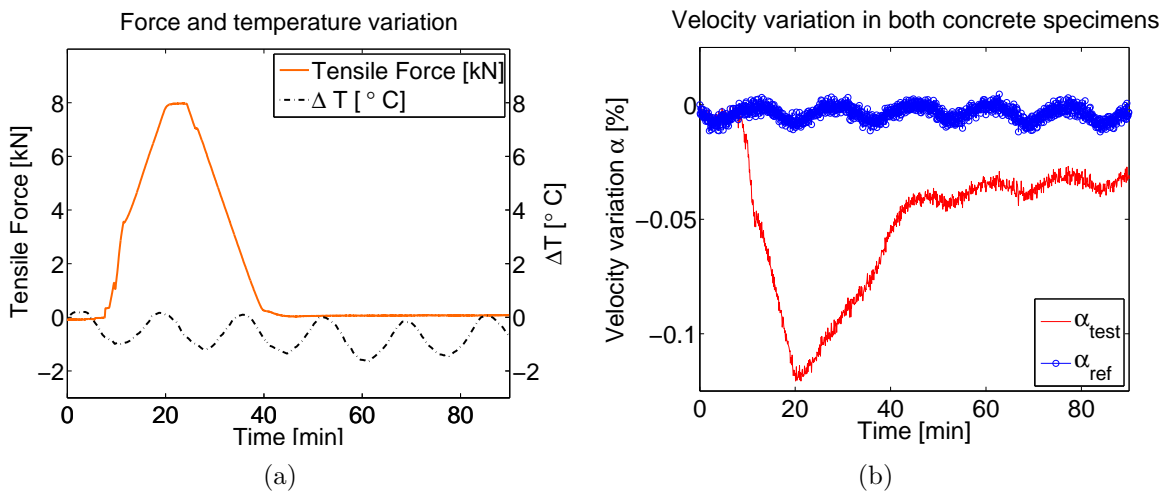 Force and temperature variation
Tensile Force [kN]
Δ T [ ° C]
8
6
4
2
0
−2
8
6
4
2
0
−2
0
20
40
60
80
Tensile Force [kN]
ΔT [ ° C]
Time [min]
(a)
Velocity variation in both concrete specimens
0
−0.05
−0.1
0
20
40
60
80
Velocity variation α [%]
Time [min]
α_test
α_ref
(b)